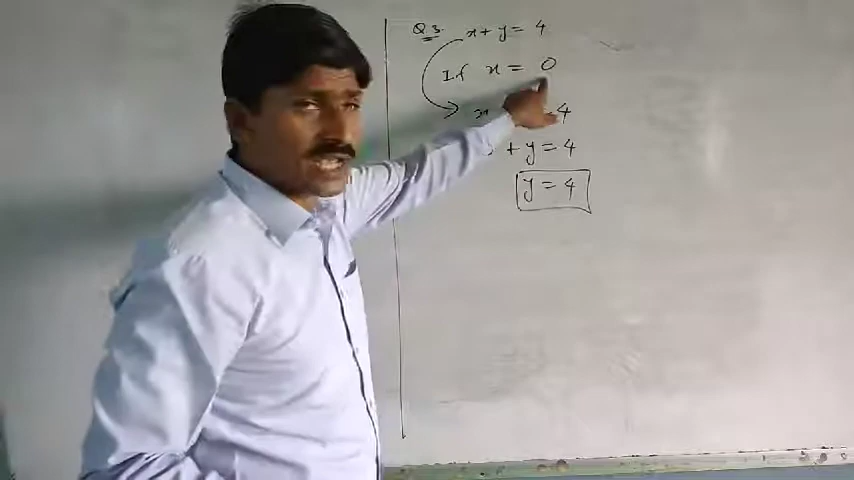 Q3. x + y = 4
If x = 0
x 4
+ y = 4
y = 4